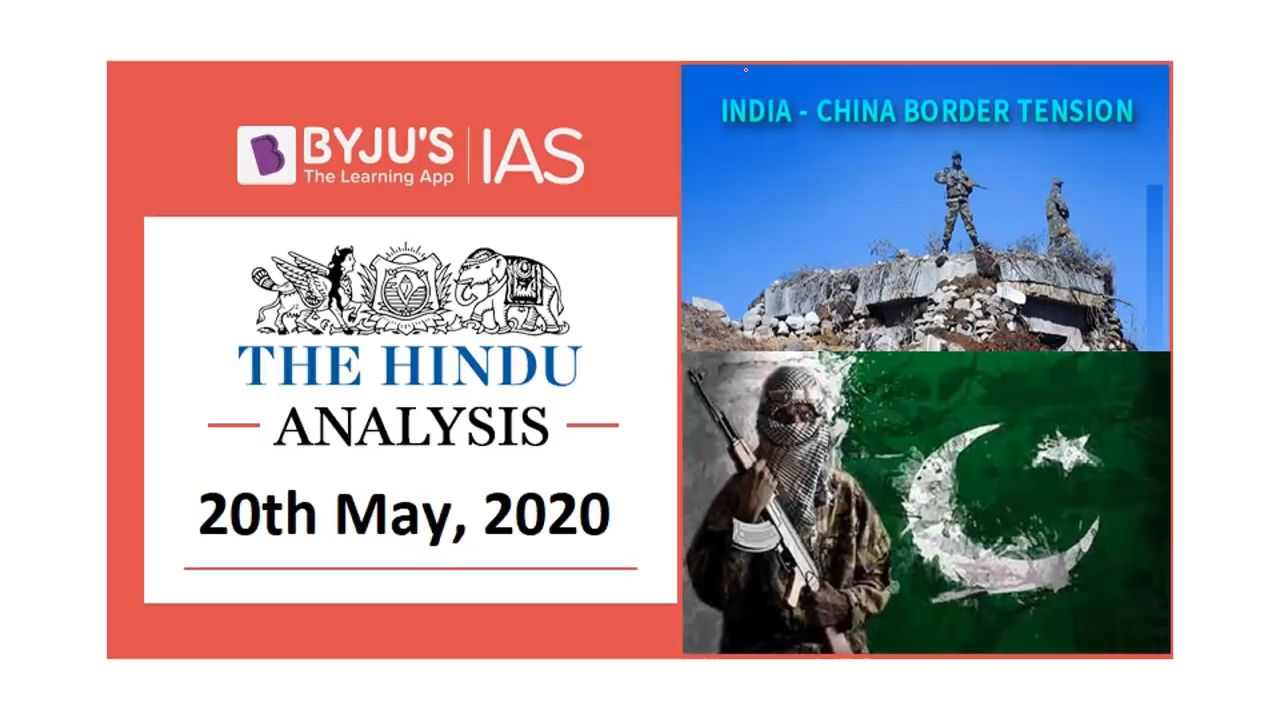 BYJU'S
The Learning App
IAS
THE HINDU
ANALYSIS
20th May, 2020
INDIA - CHINA BORDER TENSION